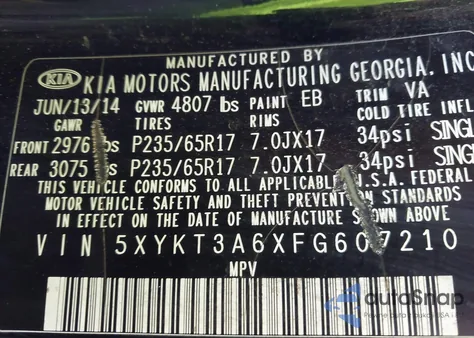 MANUFACTURED BY
KIA KIA MOTORS MANUFACTURING GEORGIA, INC
JUN/13/14 GVWR 4807 lbs PAINT EB TRIM VA
GAWR TIRES RIMS COLD TIRE INFL
FRONT 2976 lbs P235/65R17 7.0JX17 34psi SINGL
REAR 3075 lbs P235/65R17 7.0JX17 34psi SINGL
THIS VEHICLE CONFORMS TO ALL APPLICABLE U.S.A. FEDERAL
MOTOR VEHICLE SAFETY AND THEFT PREVENTION STANDARDS
IN EFFECT ON THE DATE OF MANUFACTURE SHOWN ABOVE
VIN 5XYKT3A6XFG607210
MPV
autoSnap